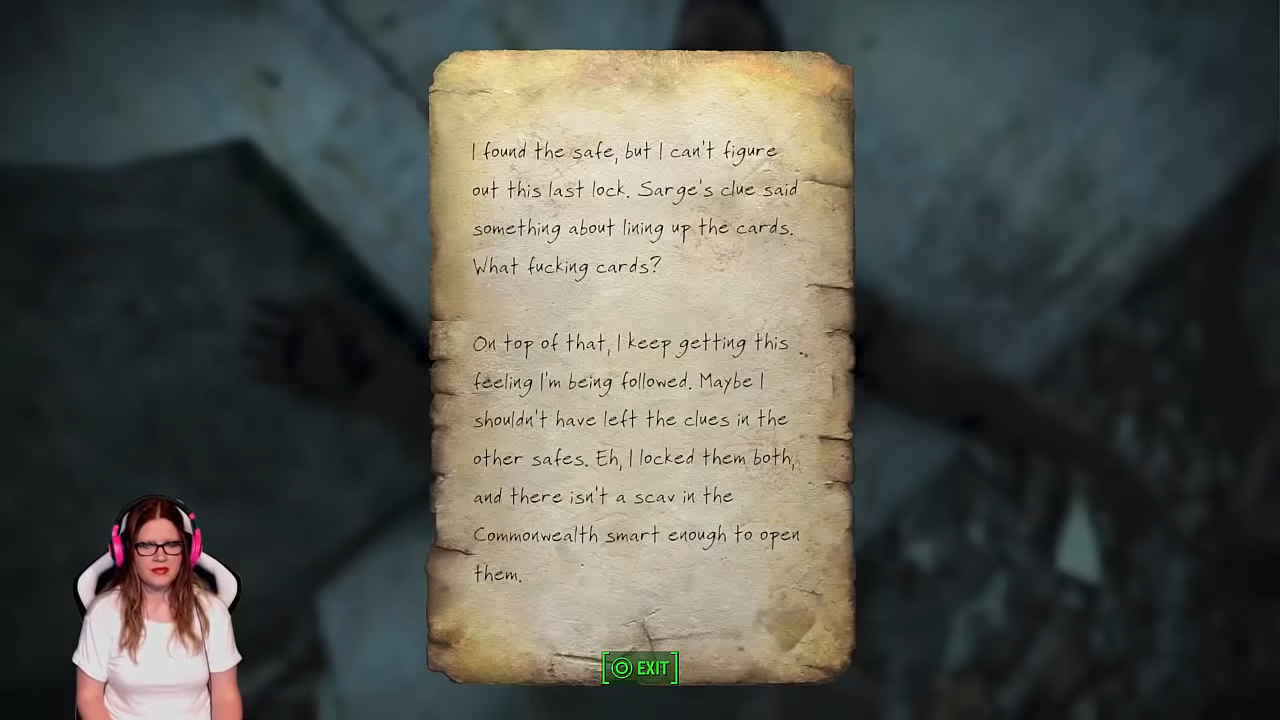 I found the safe, but I can't figure
out this last lock. Sarge's clue said
something about lining up the cards.
What fucking cards?
On top of that, I keep getting this
feeling I'm being followed. Maybe I
shouldn't have left the clues in the
other safes. Eh, I locked them both,
and there isn't a scav in the
Commonwealth smart enough to open
them.
EXIT